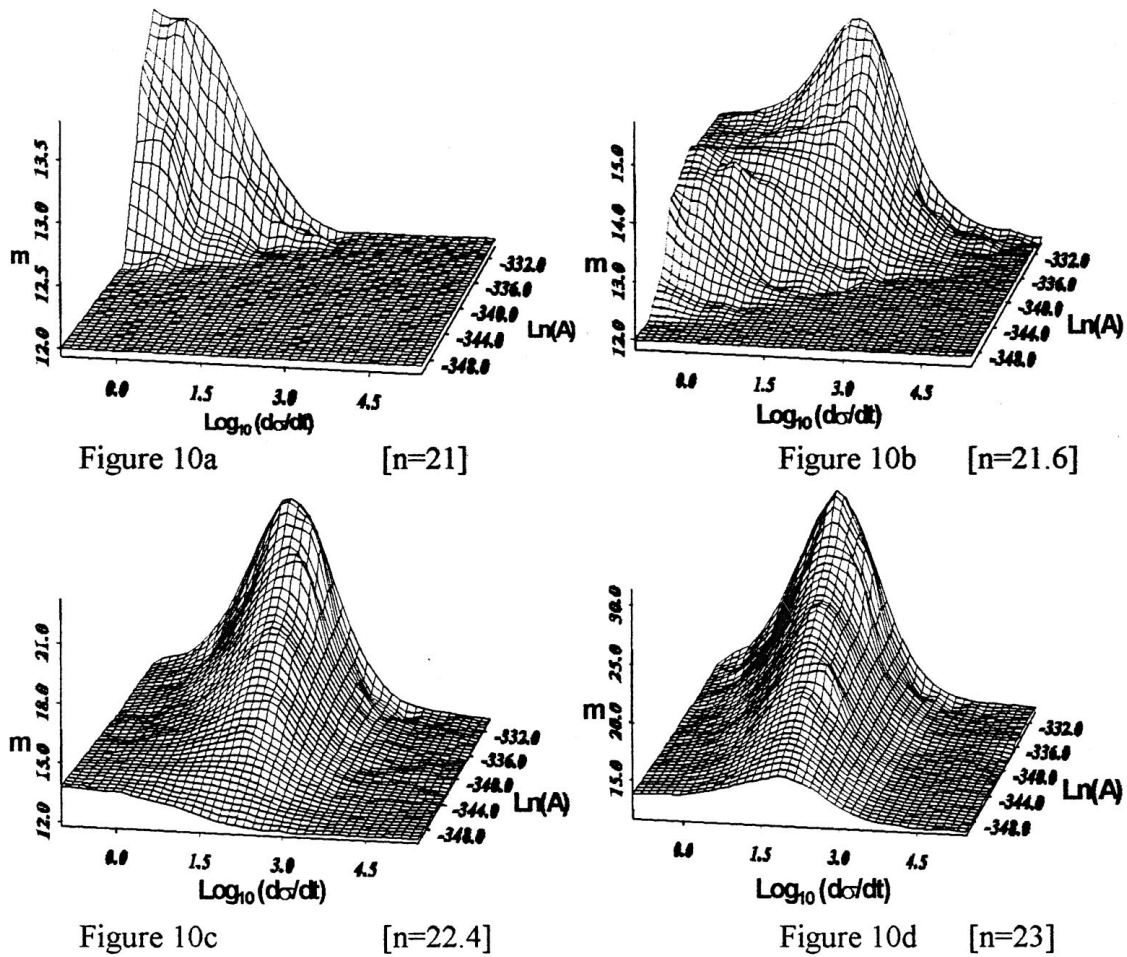 13.5
13.0
12.5
12.0
m
0.0 1.5 3.0 4.5
Log10 (dσ/dt)
-332.0
-336.0
-340.0
-344.0
-348.0
Ln(A)
Figure 10a [n=21]
15.0
14.0
13.0
12.0
m
0.0 1.5 3.0 4.5
Log10 (dσ/dt)
-332.0
-336.0
-340.0
-344.0
-348.0
Ln(A)
Figure 10b [n=21.6]
21.0
18.0
15.0
12.0
m
0.0 1.5 3.0 4.5
Log10 (dσ/dt)
-332.0
-336.0
-340.0
-344.0
-348.0
Ln(A)
Figure 10c [n=22.4]
30.0
25.0
20.0
15.0
m
0.0 1.5 3.0 4.5
Log10 (dσ/dt)
-332.0
-336.0
-340.0
-344.0
-348.0
Ln(A)
Figure 10d [n=23]